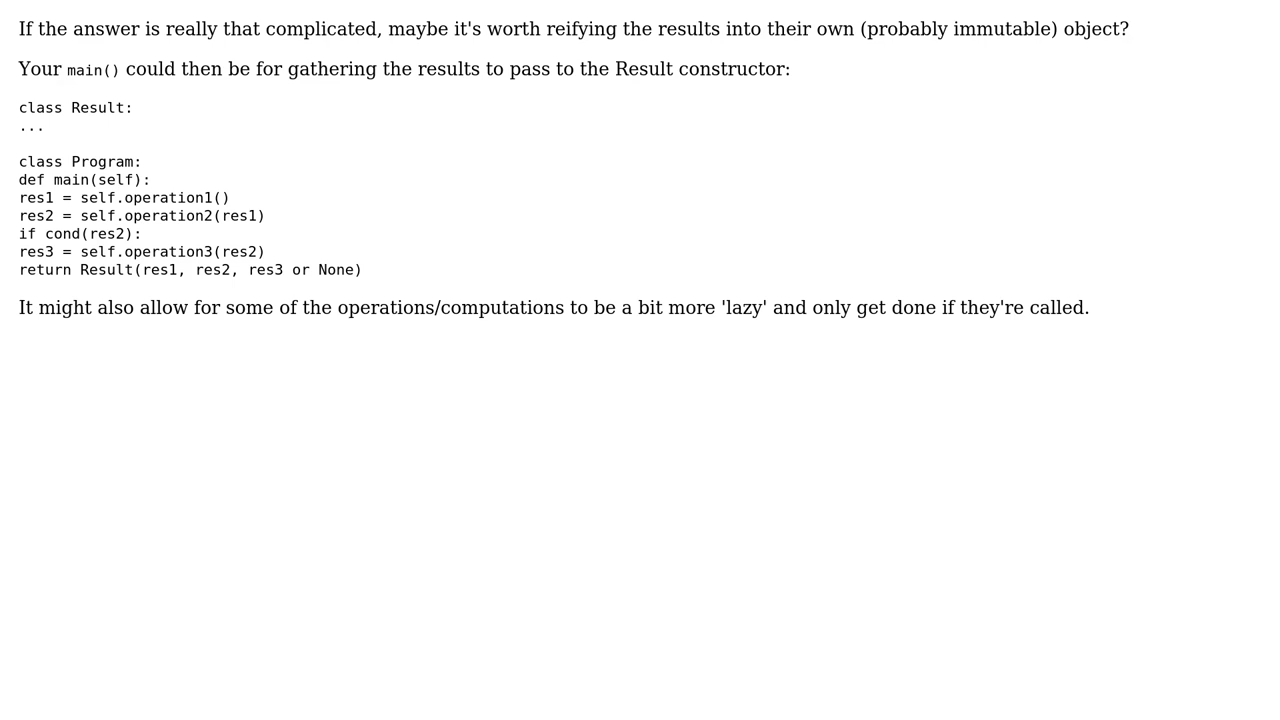 If the answer is really that complicated, maybe it's worth reifying the results into their own (probably immutable) object?
Your main() could then be for gathering the results to pass to the Result constructor:
class Result:
...
class Program:
def main(self):
res1 = self.operation1()
res2 = self.operation2(res1)
if cond(res2):
res3 = self.operation3(res2)
return Result(res1, res2, res3 or None)
It might also allow for some of the operations/computations to be a bit more 'lazy' and only get done if they're called.